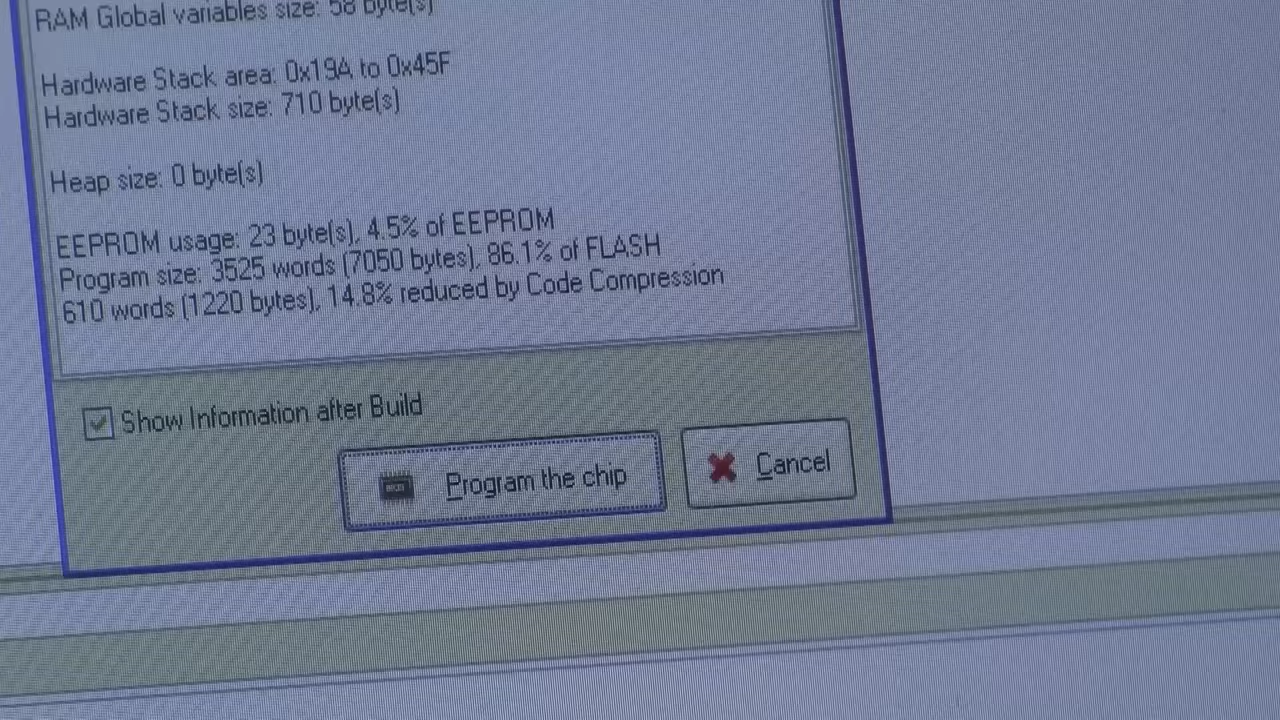 RAM Global variables size: 58 byte(s)
Hardware Stack area: 0x19A to 0x45F
Hardware Stack size: 710 byte(s)
Heap size: 0 byte(s)
EEPROM usage: 23 byte(s), 4.5% of EEPROM
Program size: 3525 words (7050 bytes), 86.1% of FLASH
610 words (1220 bytes), 14.8% reduced by Code Compression
Show Information after Build
Program the chip
Cancel